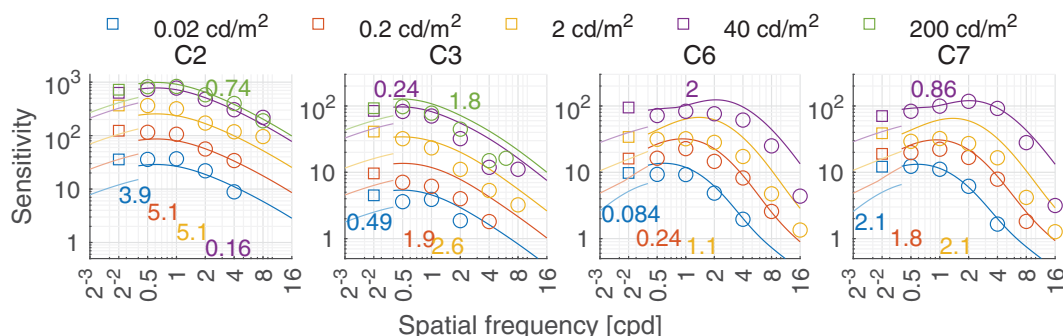 0.02 cd/m² 0.2 cd/m² 2 cd/m² 40 cd/m² 200 cd/m²
C2 C3 C6 C7
Sensitivity
10³ 10² 10 1
0.74 3.9 5.1 5.1 0.16
2⁻³ 2⁻² 0.5 1 2 4 8 16
10² 10 1
0.24 1.8 0.49 1.9 2.6
2⁻³ 2⁻² 0.5 1 2 4 8 16
10² 10 1
2 0.084 0.24 1.1
2⁻³ 2⁻² 0.5 1 2 4 8 16
10² 10 1
0.86 2.1 1.8 2.1
2⁻³ 2⁻² 0.5 1 2 4 8 16
Spatial frequency [cpd]